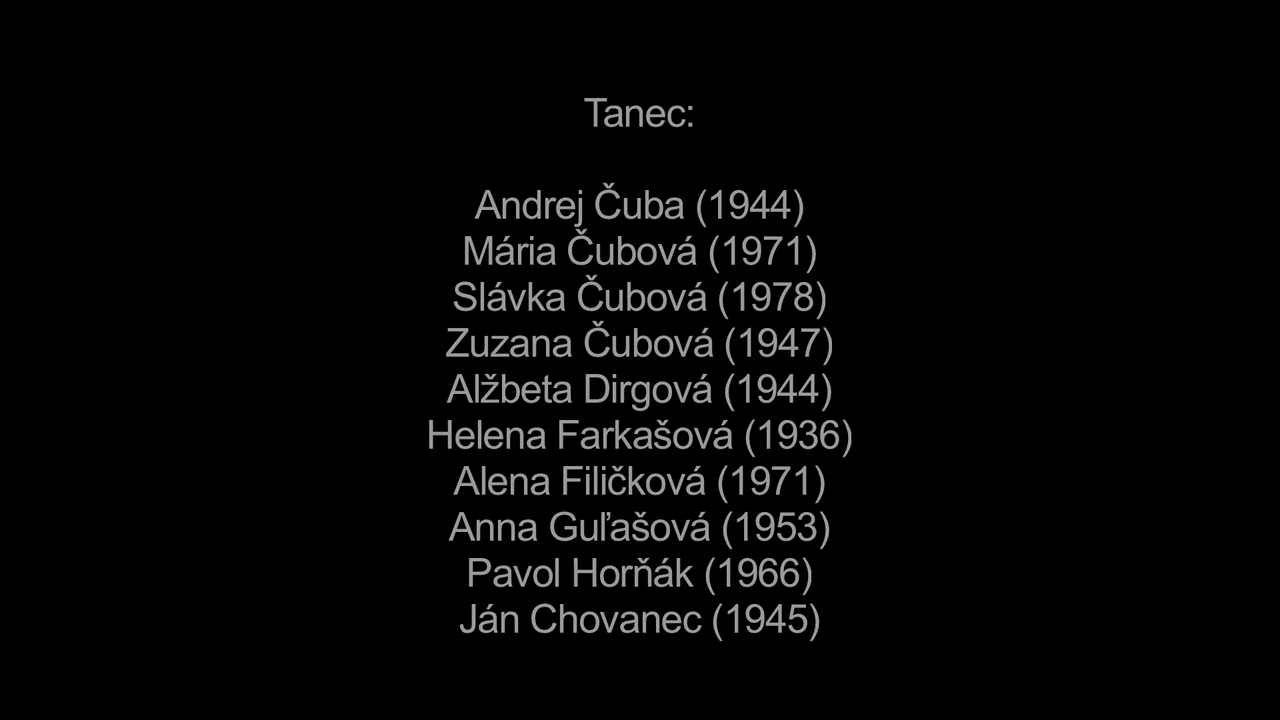 Tanec:
Andrej Čuba (1944)
Mária Čubová (1971)
Slávka Čubová (1978)
Zuzana Čubová (1947)
Alžbeta Dirgová (1944)
Helena Farkašová (1936)
Alena Filičková (1971)
Anna Guľašová (1953)
Pavol Horňák (1966)
Ján Chovanec (1945)